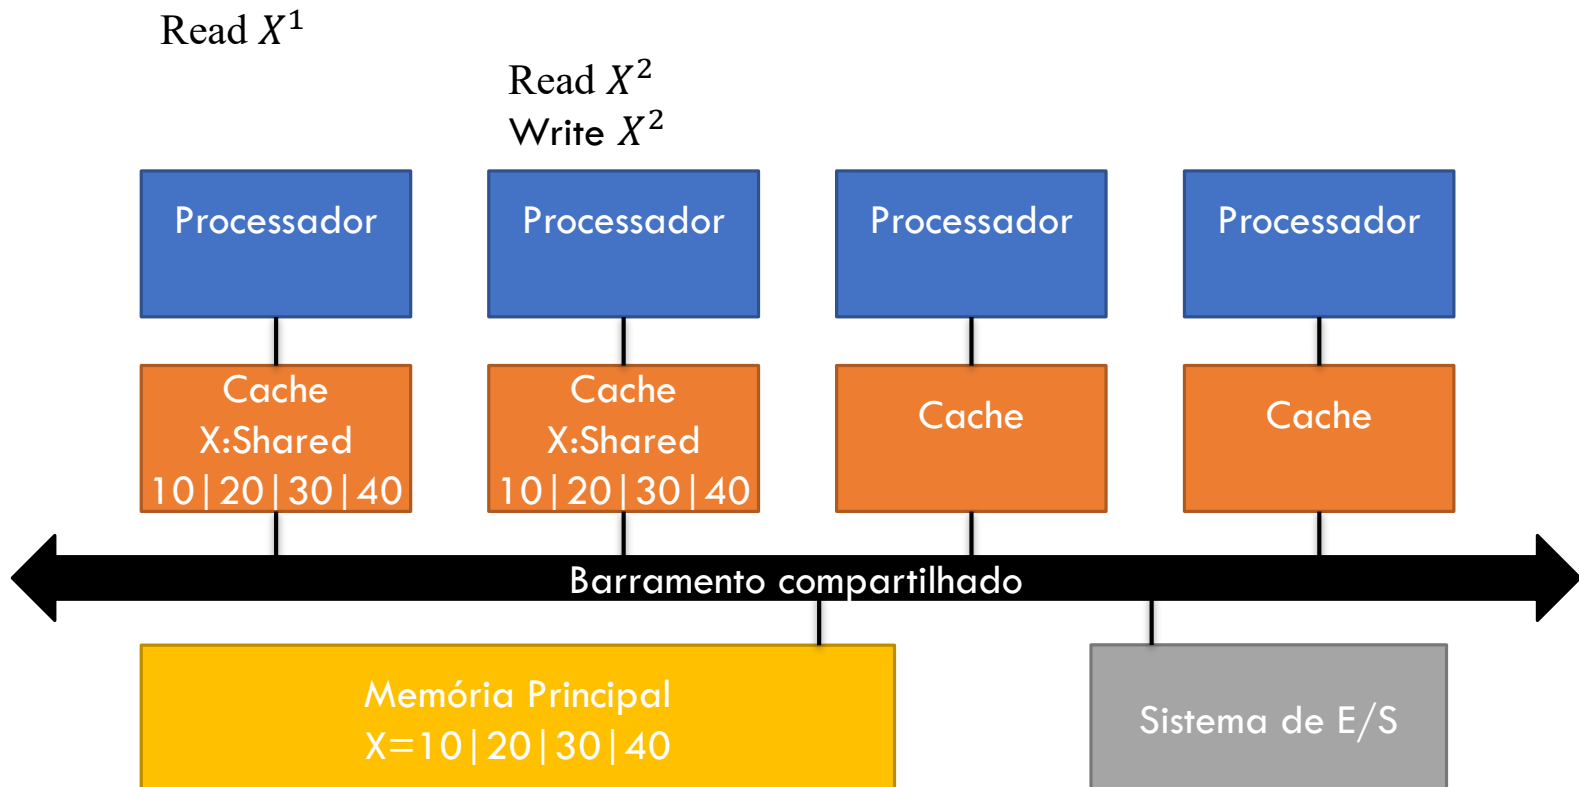 Read X¹
Read X²
Write X²
Processador
Processador
Processador
Processador
Cache
X:Shared
10|20|30|40
Cache
X:Shared
10|20|30|40
Cache
Cache
Barramento compartilhado
Memória Principal
X=10|20|30|40
Sistema de E/S